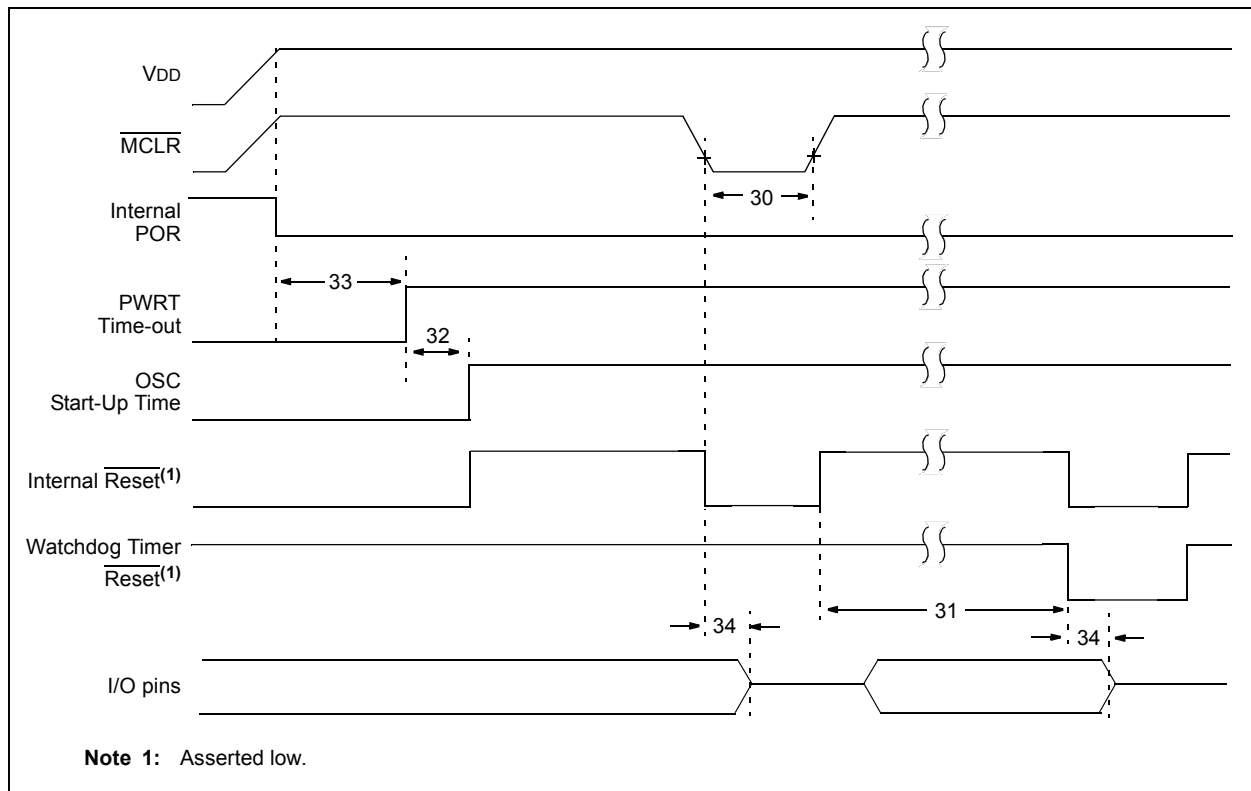 VDD
MCLR
30
Internal
POR
33
PWRT
Time-out
32
OSC
Start-Up Time
Internal Reset(1)
Watchdog Timer
Reset(1)
31
34
34
I/O pins
Note 1: Asserted low.